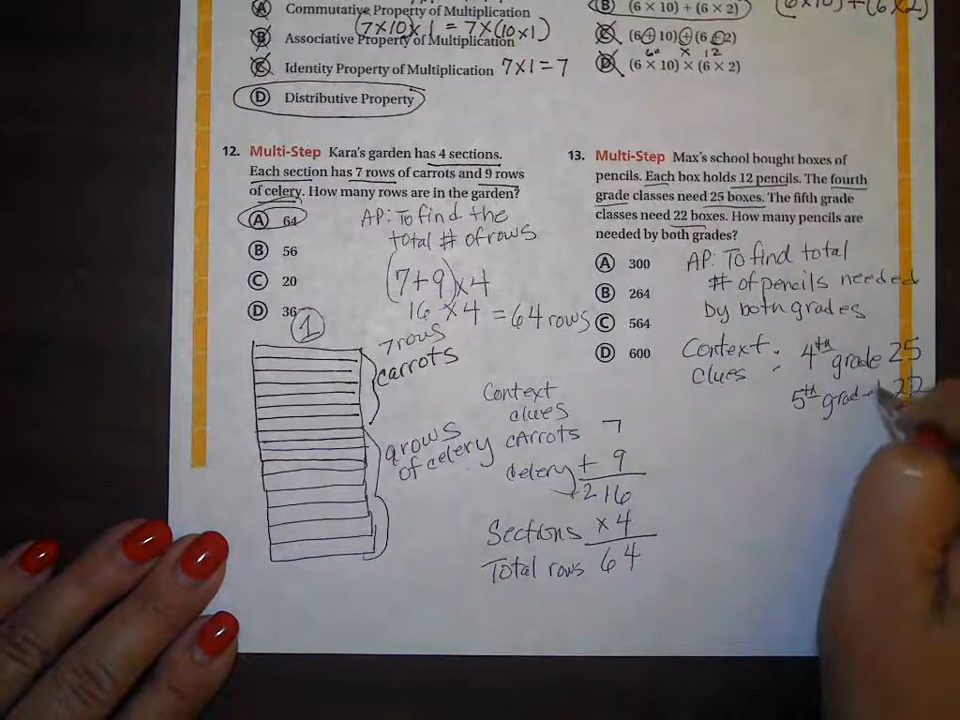 A Commutative Property of Multiplication
(7×10)×1 = 7×(10×1)
B Associative Property of Multiplication
C Identity Property of Multiplication 7×1=7
D Distributive Property
B (6 × 10) + (6 × 2)
(6×10)+(6×2)
60 × 12
D (6 × 10) × (6 × 2)
12. Multi-Step Kara's garden has 4 sections.
Each section has 7 rows of carrots and 9 rows
of celery. How many rows are in the garden?
A 64
B 56
C 20
D 36
AP: To find the
total # of rows
(7+9)×4
16 ×4 = 64 rows
1
7 rows
carrots
9 rows
of celery
Context
clues
cARrots 7
celery + 9
16
Sections ×4
Total rows 64
13. Multi-Step Max's school bought boxes of
pencils. Each box holds 12 pencils. The fourth
grade classes need 25 boxes. The fifth grade
classes need 22 boxes. How many pencils are
needed by both grades?
A 300
B 264
C 564
D 600
AP: To find total
# of pencils needed
by both grades
Context :
clues
4th grade 25
5th grade 22